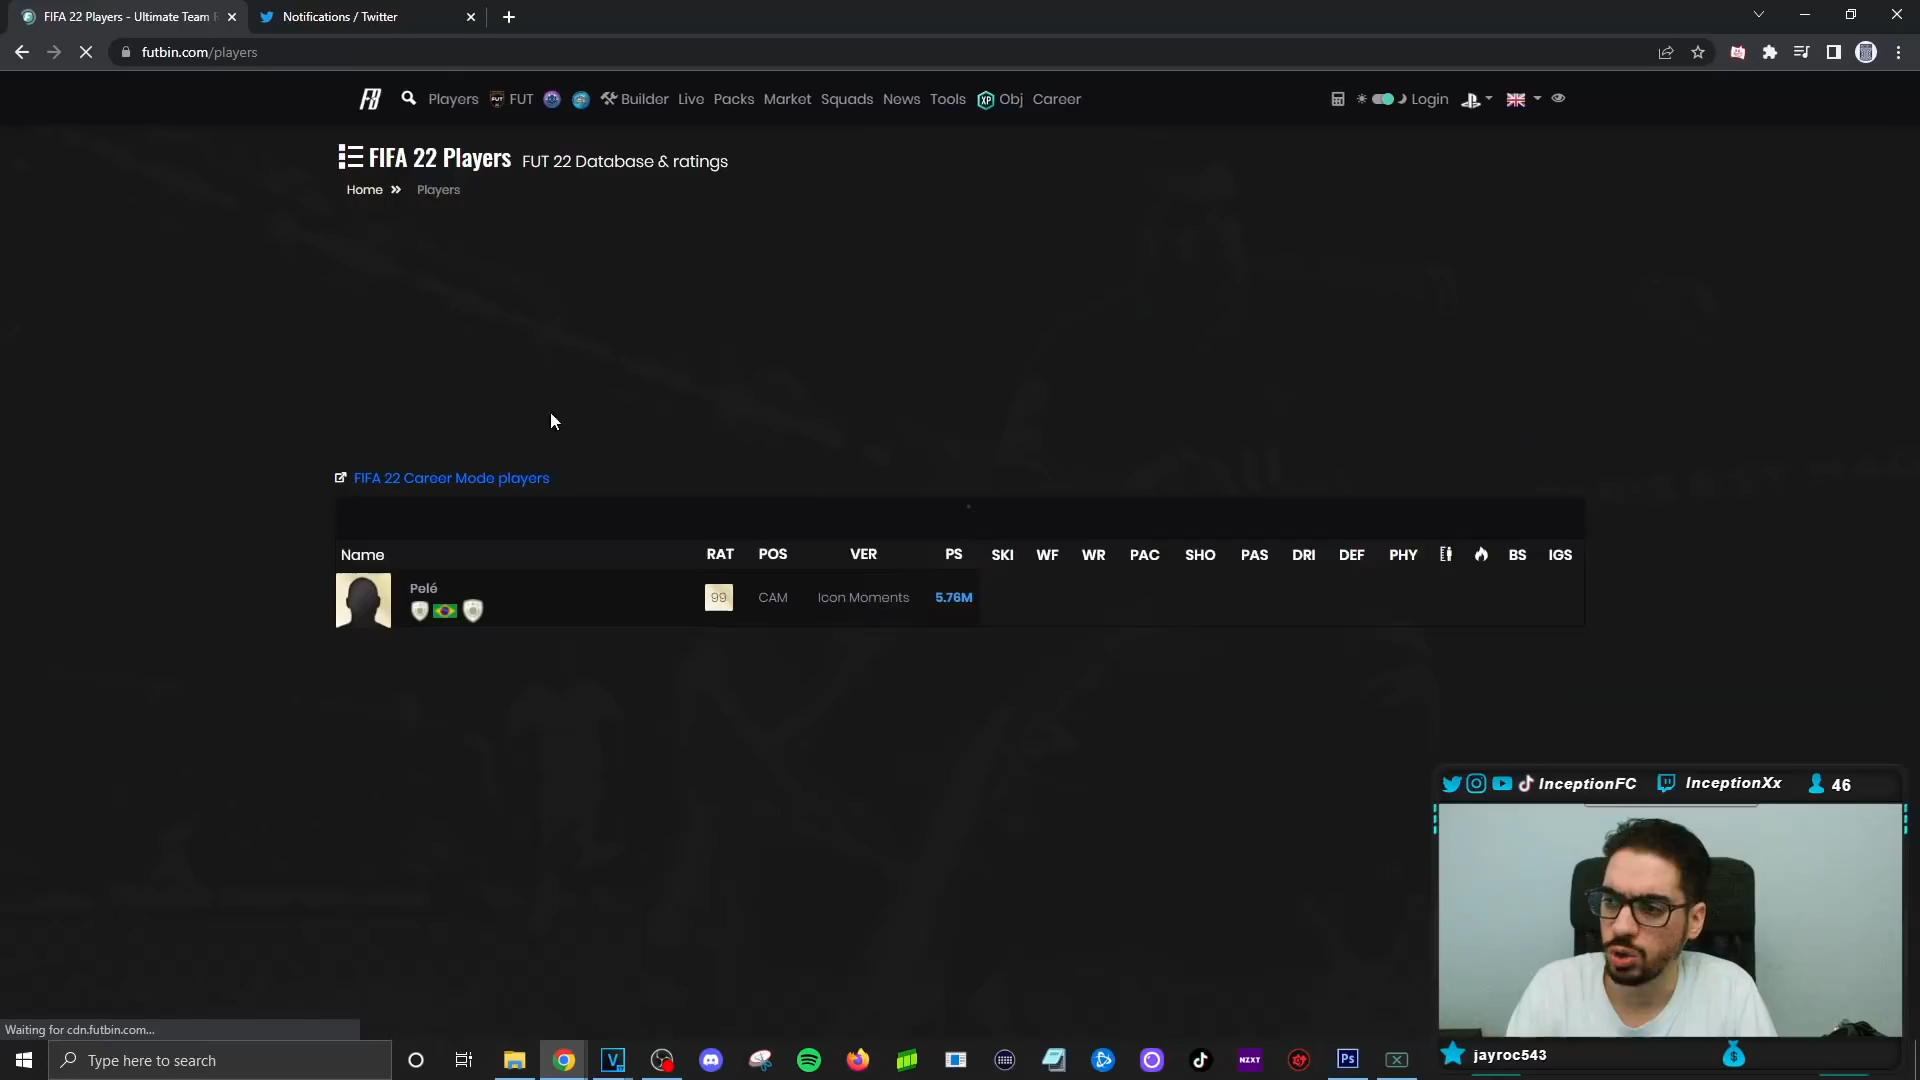 FIFA 22 Players - Ultimate Team
Notifications / Twitter
futbin.com/players
Players FUT Builder Live Packs Market Squads News Tools XP Obj Career Login
FIFA 22 Players FUT 22 Database & ratings
Home » Players
FIFA 22 Career Mode players
Name RAT POS VER PS SKI WF WR PAC SHO PAS DRI DEF PHY BS IGS
Pelé
99 CAM Icon Moments 5.76M
InceptionFC InceptionXx 46
Waiting for cdn.futbin.com...
Type here to search
V
NZXT
Ps
jayroc543